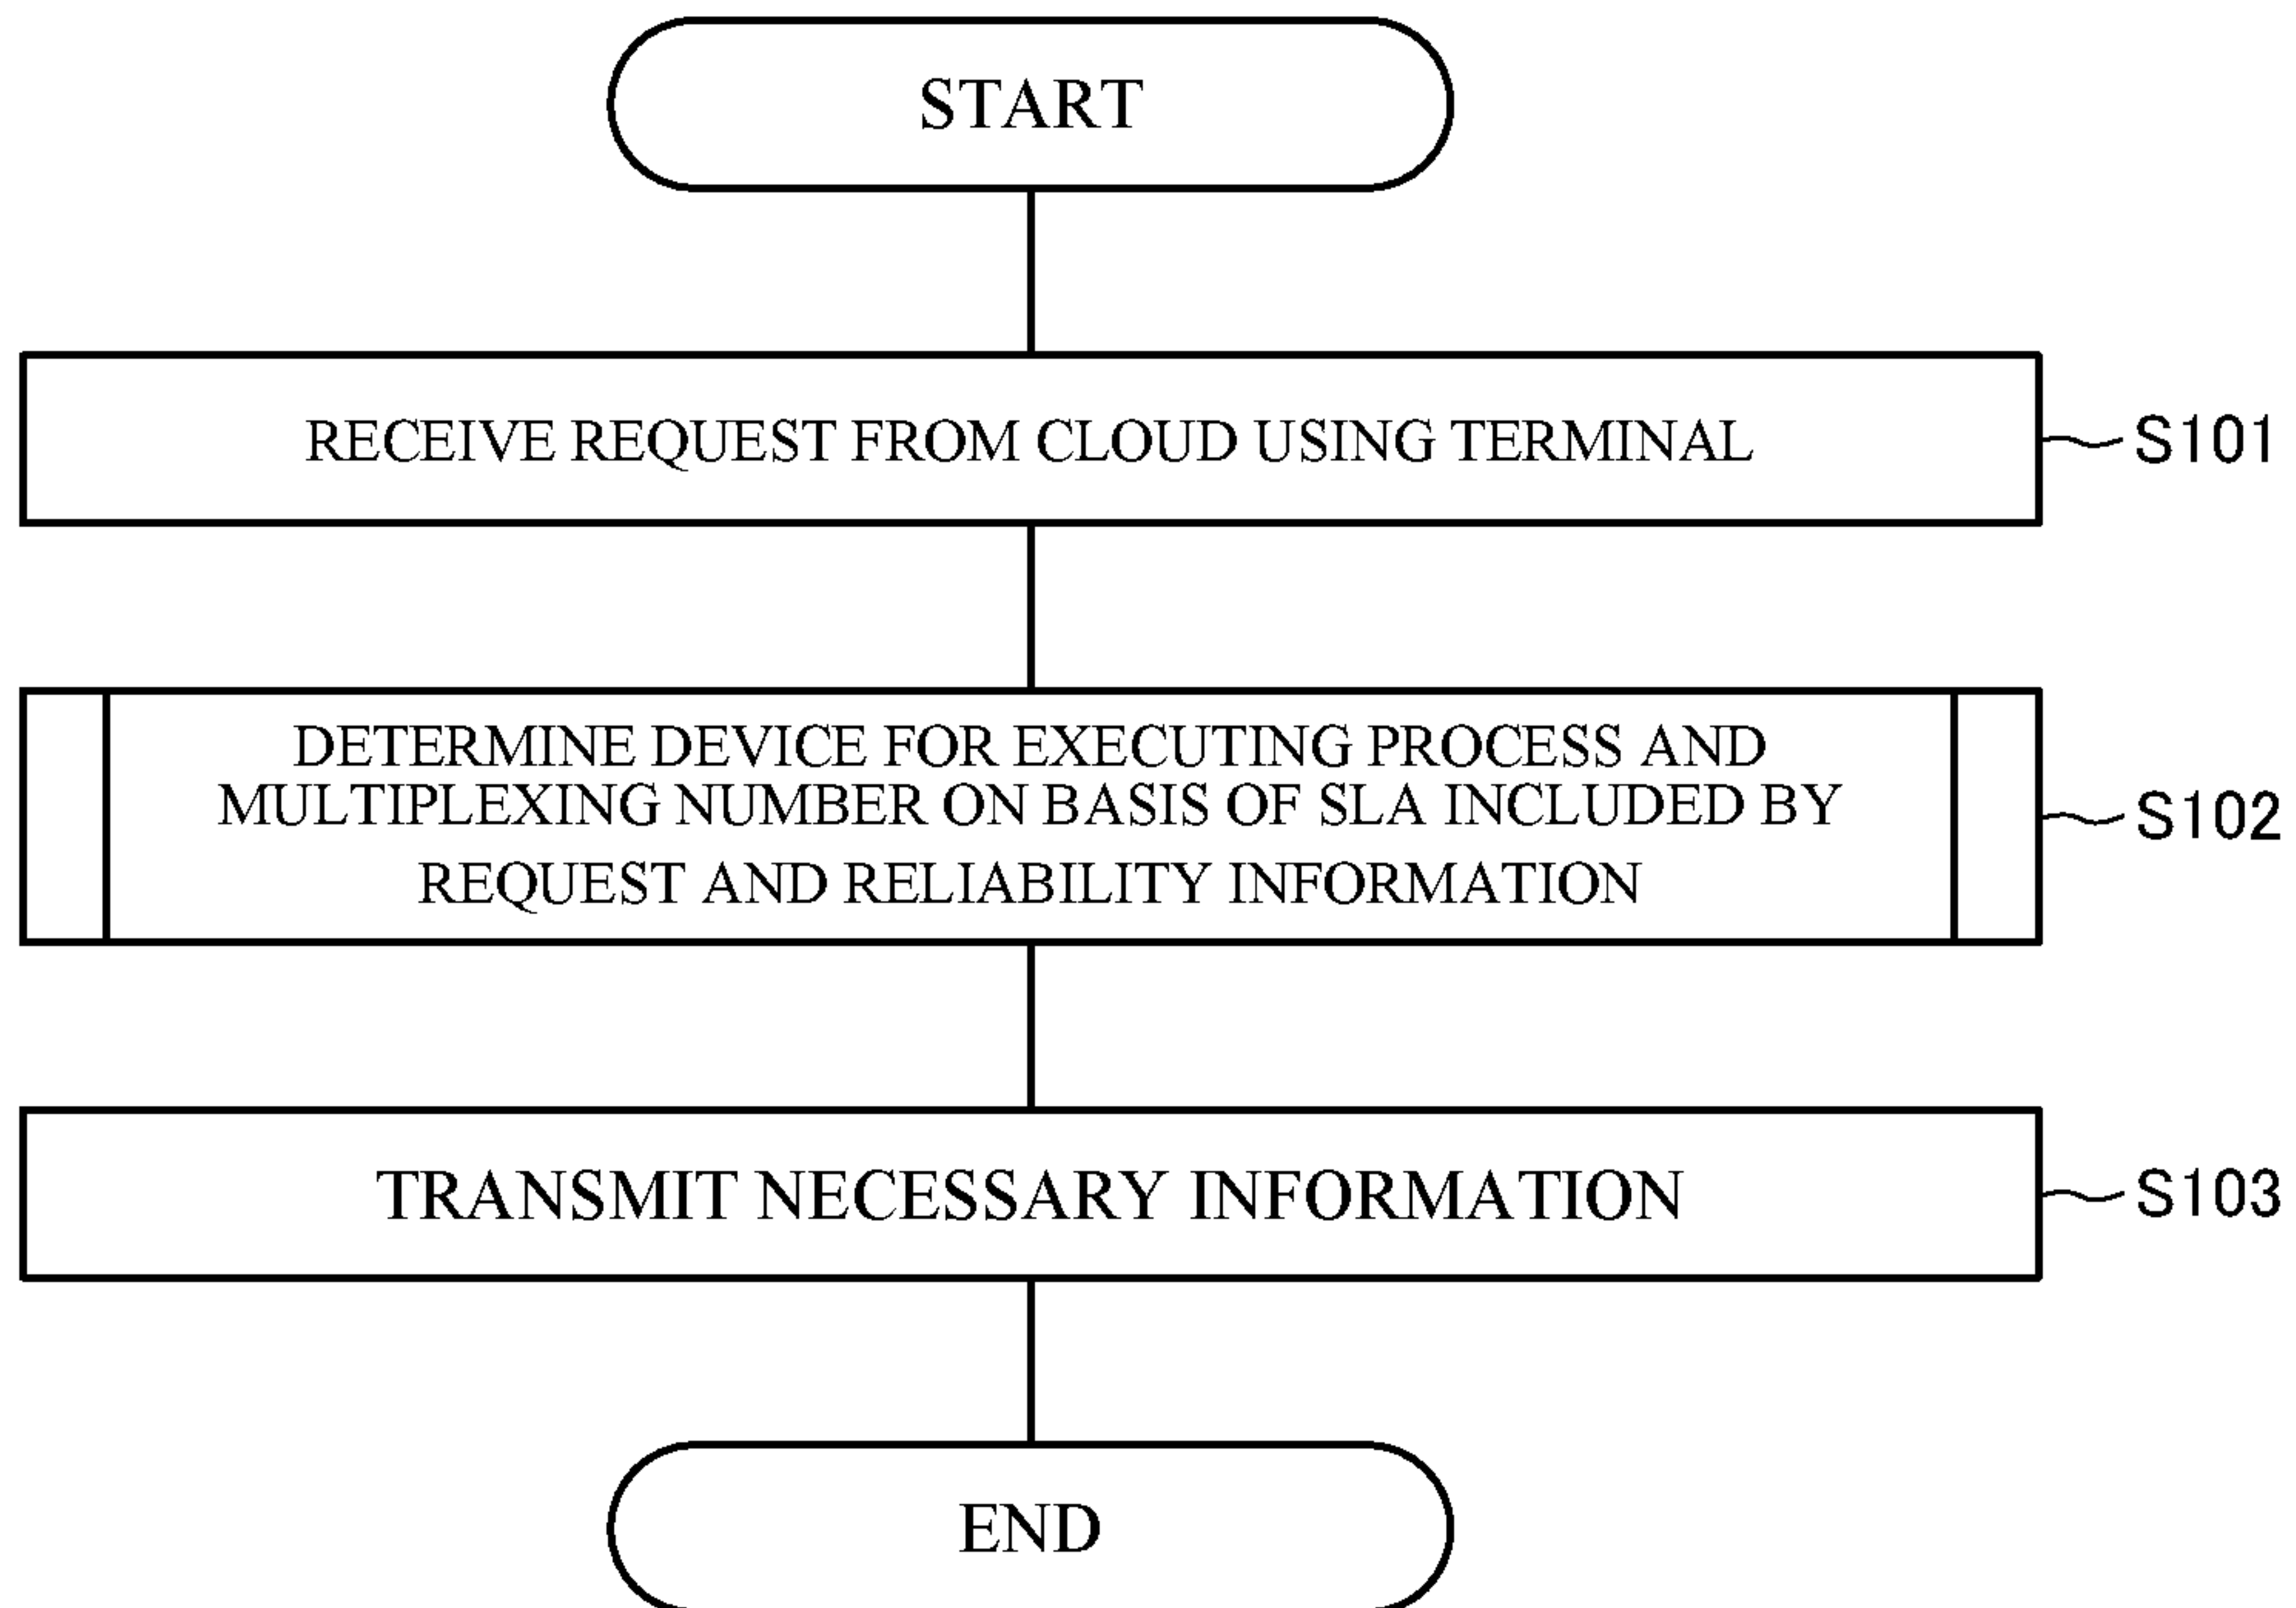 START
RECEIVE REQUEST FROM CLOUD USING TERMINAL
S101
DETERMINE DEVICE FOR EXECUTING PROCESS AND
MULTIPLEXING NUMBER ON BASIS OF SLA INCLUDED BY
REQUEST AND RELIABILITY INFORMATION
S102
TRANSMIT NECESSARY INFORMATION
S103
END